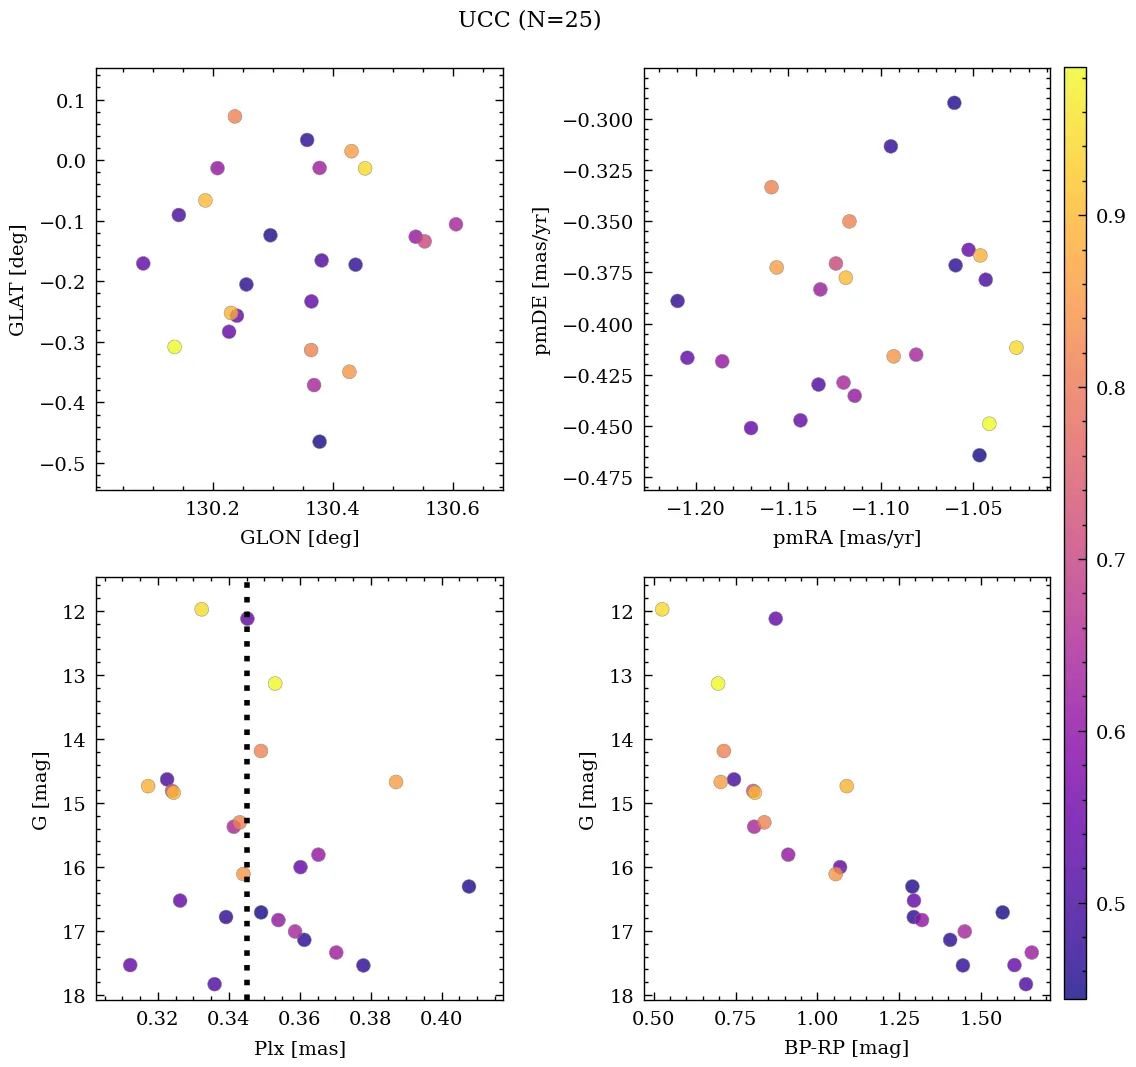 UCC (N=25)
0.1
0.0
−0.1
−0.2
−0.3
−0.4
−0.5
GLAT [deg]
130.2 130.4 130.6
GLON [deg]
−0.300
−0.325
−0.350
−0.375
−0.400
−0.425
−0.450
−0.475
pmDE [mas/yr]
−1.20 −1.15 −1.10 −1.05
pmRA [mas/yr]
12
13
14
15
16
17
18
G [mag]
0.32 0.34 0.36 0.38 0.40
Plx [mas]
12
13
14
15
16
17
18
G [mag]
0.50 0.75 1.00 1.25 1.50
BP-RP [mag]
0.9
0.8
0.7
0.6
0.5